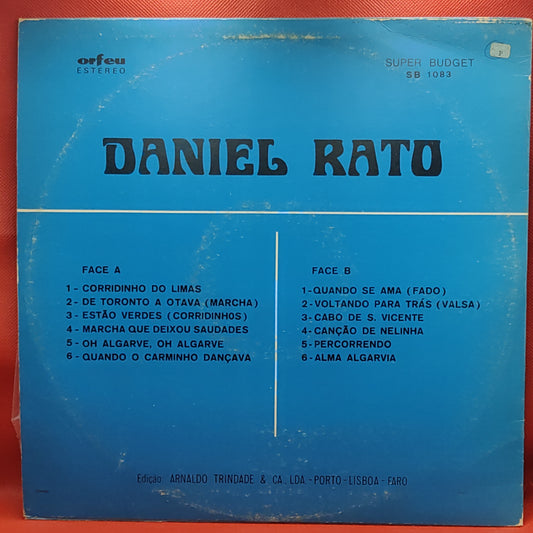 orfeu
ESTEREO
SUPER BUDGET
SB 1083
P
DANIEL RATO
FACE A
1 - CORRIDINHO DO LIMAS
2 - DE TORONTO A OTAVA (MARCHA)
3 - ESTÃO VERDES (CORRIDINHOS)
4 - MARCHA QUE DEIXOU SAUDADES
5 - OH ALGARVE, OH ALGARVE
6 - QUANDO O CARMINHO DANÇAVA
FACE B
1 - QUANDO SE AMA (FADO)
2 - VOLTANDO PARA TRÁS (VALSA)
3 - CABO DE S. VICENTE
4 - CANÇÃO DE NELINHA
5 - PERCORRENDO
6 - ALMA ALGARVIA
Edição ARNALDO TRINDADE & CA. LDA - PORTO - LISBOA - FARO